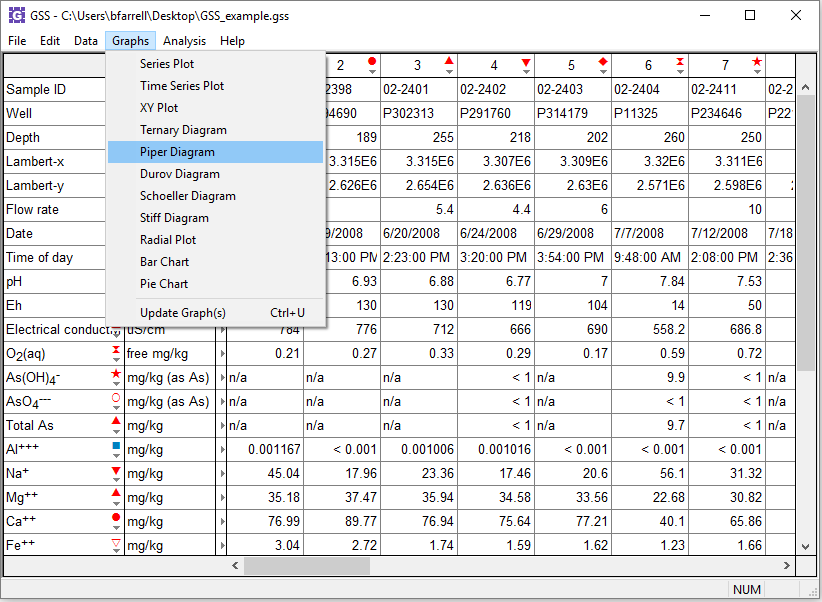 GSS - C:\Users\bfarrell\Desktop\GSS_example.gss
File Edit Data Graphs Analysis Help
Series Plot
Time Series Plot
XY Plot
Ternary Diagram
Piper Diagram
Durov Diagram
Schoeller Diagram
Stiff Diagram
Radial Plot
Bar Chart
Pie Chart
Update Graph(s) Ctrl+U
2 3 4 5 6 7
Sample ID 2398 02-2401 02-2402 02-2403 02-2404 02-2411 02-2
Well 94690 P302313 P291760 P314179 P11325 P234646 P22
Depth 189 255 218 202 260 250
Lambert-x 3.315E6 3.315E6 3.307E6 3.309E6 3.32E6 3.311E6
Lambert-y 2.626E6 2.654E6 2.636E6 2.63E6 2.571E6 2.598E6
Flow rate 5.4 4.4 6 10
Date 9/2008 6/20/2008 6/24/2008 6/29/2008 7/7/2008 7/12/2008 7/18
Time of day 13:00 PM 2:23:00 PM 3:20:00 PM 3:54:00 PM 9:48:00 AM 2:08:00 PM 2:36
pH 6.93 6.88 6.77 7 7.84 7.53
Eh 130 130 119 104 14 50
Electrical conduct... uS/cm 784 776 712 666 690 558.2 686.8
O2(aq) free mg/kg 0.21 0.27 0.33 0.29 0.17 0.59 0.72
As(OH)4- mg/kg (as As) n/a n/a n/a < 1 n/a 9.9 < 1 n/a
AsO4--- mg/kg (as As) n/a n/a n/a < 1 n/a < 1 < 1 n/a
Total As mg/kg n/a n/a n/a < 1 n/a 9.7 < 1 n/a
Al+++ mg/kg 0.001167 < 0.001 0.001006 0.001016 < 0.001 < 0.001 < 0.001
Na+ mg/kg 45.04 17.96 23.36 17.46 20.6 56.1 31.32
Mg++ mg/kg 35.18 37.47 35.94 34.58 33.56 22.68 30.82
Ca++ mg/kg 76.99 89.77 76.94 75.64 77.21 40.1 65.86
Fe++ mg/kg 3.04 2.72 1.74 1.59 1.62 1.23 1.66
NUM